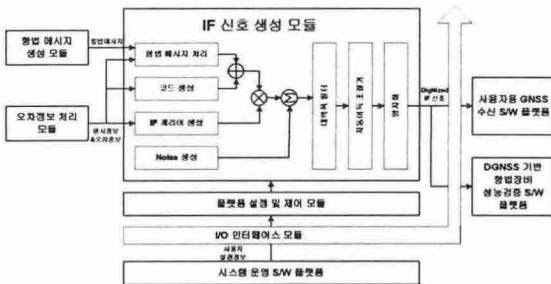 IF 신호 생성 모듈
항법 메시지
생성 모듈
항법메시지
항법 메시지 처리
코드 생성
오차정보 처리
모듈
IF 캐리어 생성
Noise 생성
대역폭 필터
자동이득 조절기
양자화
Digitized
IF 신호
사용자용 GNSS
수신 S/W 플랫폼
DGNSS 기반
항법장비
성능검증 S/W
플랫폼
플랫폼 설정 및 제어 모듈
I/O 인터페이스 모듈
사용자
설정정보
시스템 운영 S/W 플랫폼